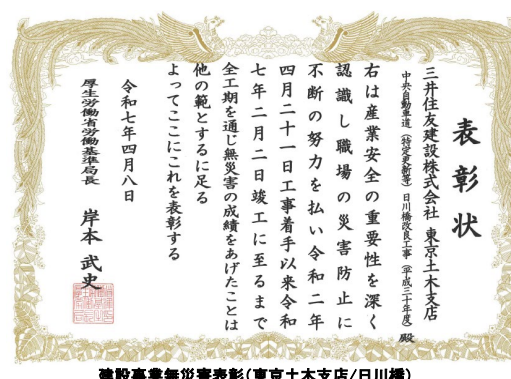 表彰状
三井住友建設株式会社 東京土木支店
中央自動車道（特定更新等）日川橋改良工事（平成三十年度）殿
右は産業安全の重要性を深く
認識し職場の災害防止に
不断の努力を払い令和二年
四月二十一日工事着手以来令和
七年二月二日竣工に至るまで
全工期を通じ無災害の成績をあげたことは
他の範とするに足る
よってここにこれを表彰する
令和七年四月八日
厚生労働省労働基準局長 岸本 武史
建設事業無災害表彰（東京土木支店/日川橋）